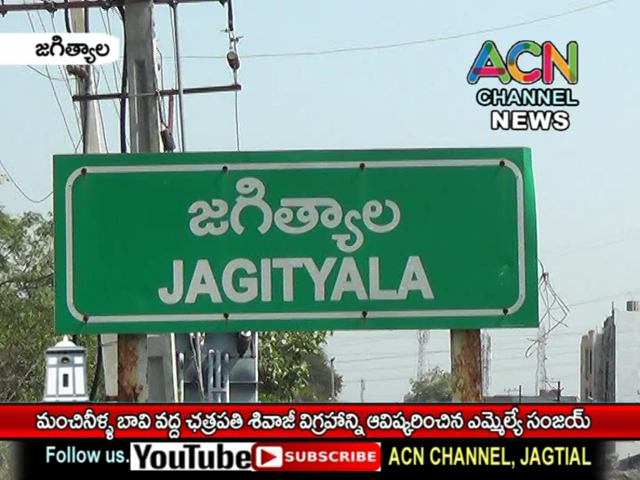 జగిత్యాల
ACN
CHANNEL
NEWS
జగిత్యాల
JAGITYALA
మంచినీళ్ళ బావి వద్ద ఛత్రపతి శివాజీ విగ్రహాన్ని ఆవిష్కరించిన ఎమ్మెల్యే సంజయ్
Follow us. YouTube SUBSCRIBE ACN CHANNEL, JAGTIAL